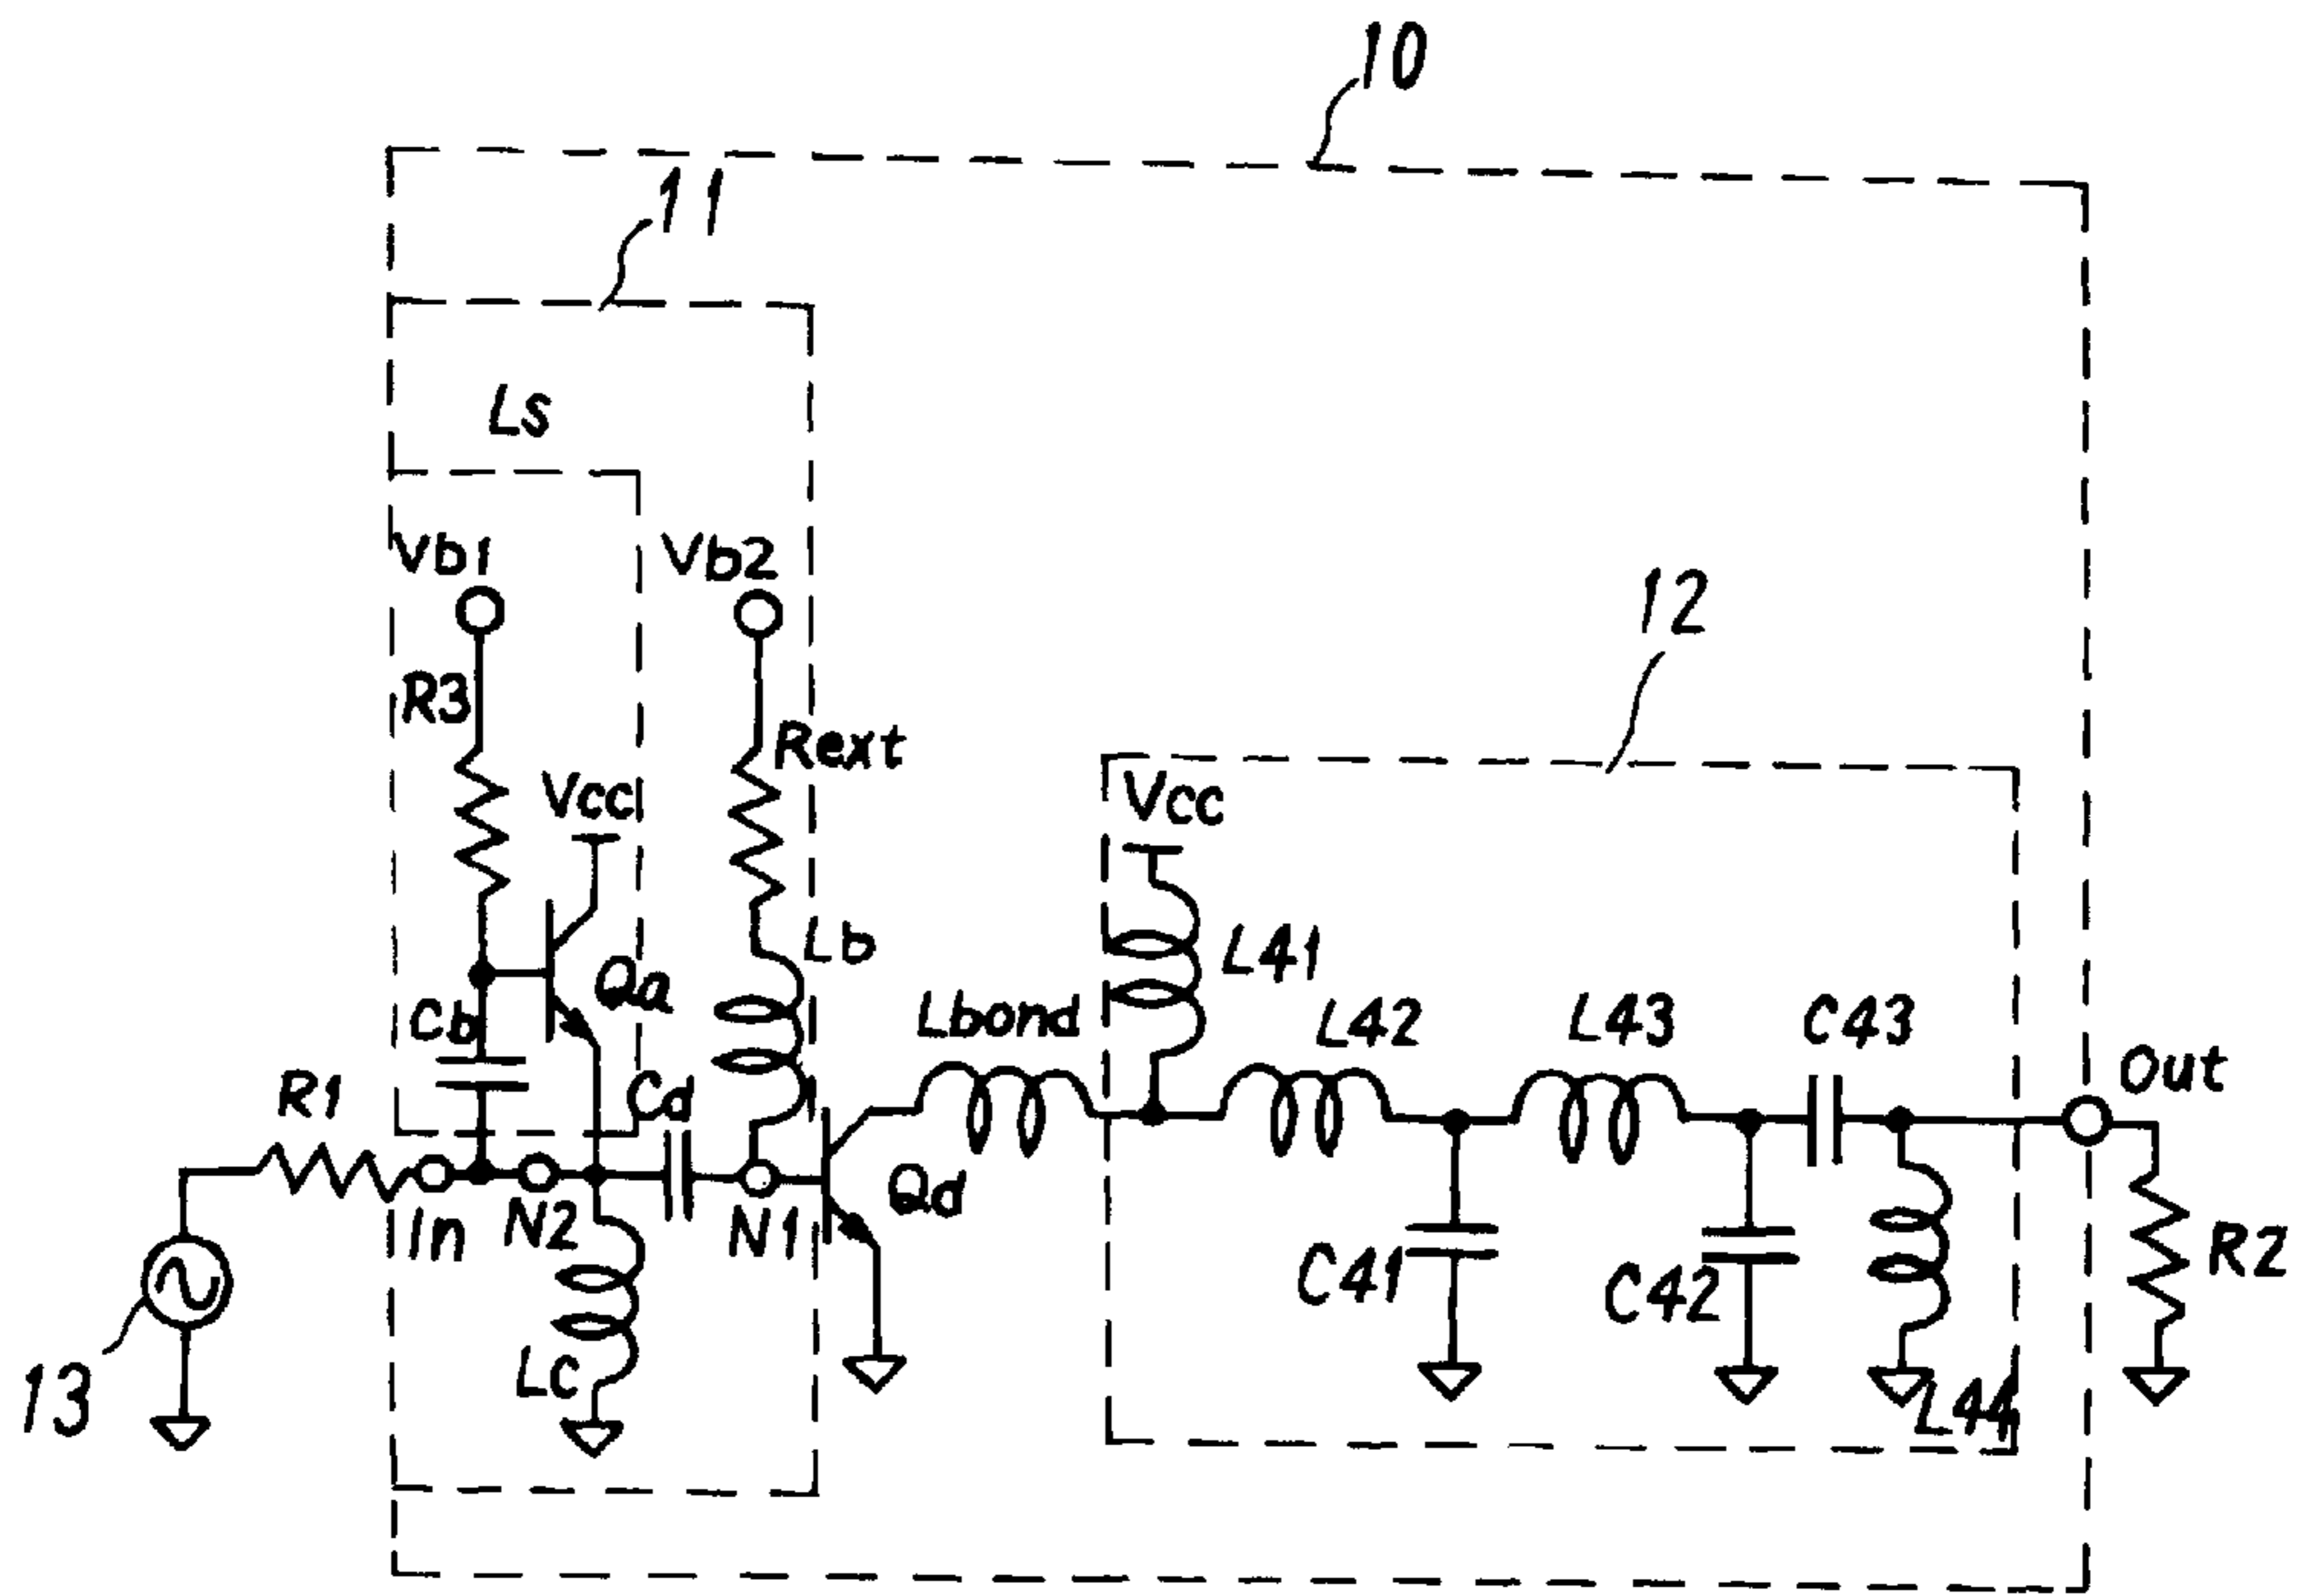 10
11
Ls
Vb1
Vb2
12
R3
Rext
Vcc
Vcc
Lb
L41
Qa
Cb
Lbond
L42
L43
C43
Out
R1
Cd
Qd
In
N2
N1
C41
C42
R2
13
Lc
L44